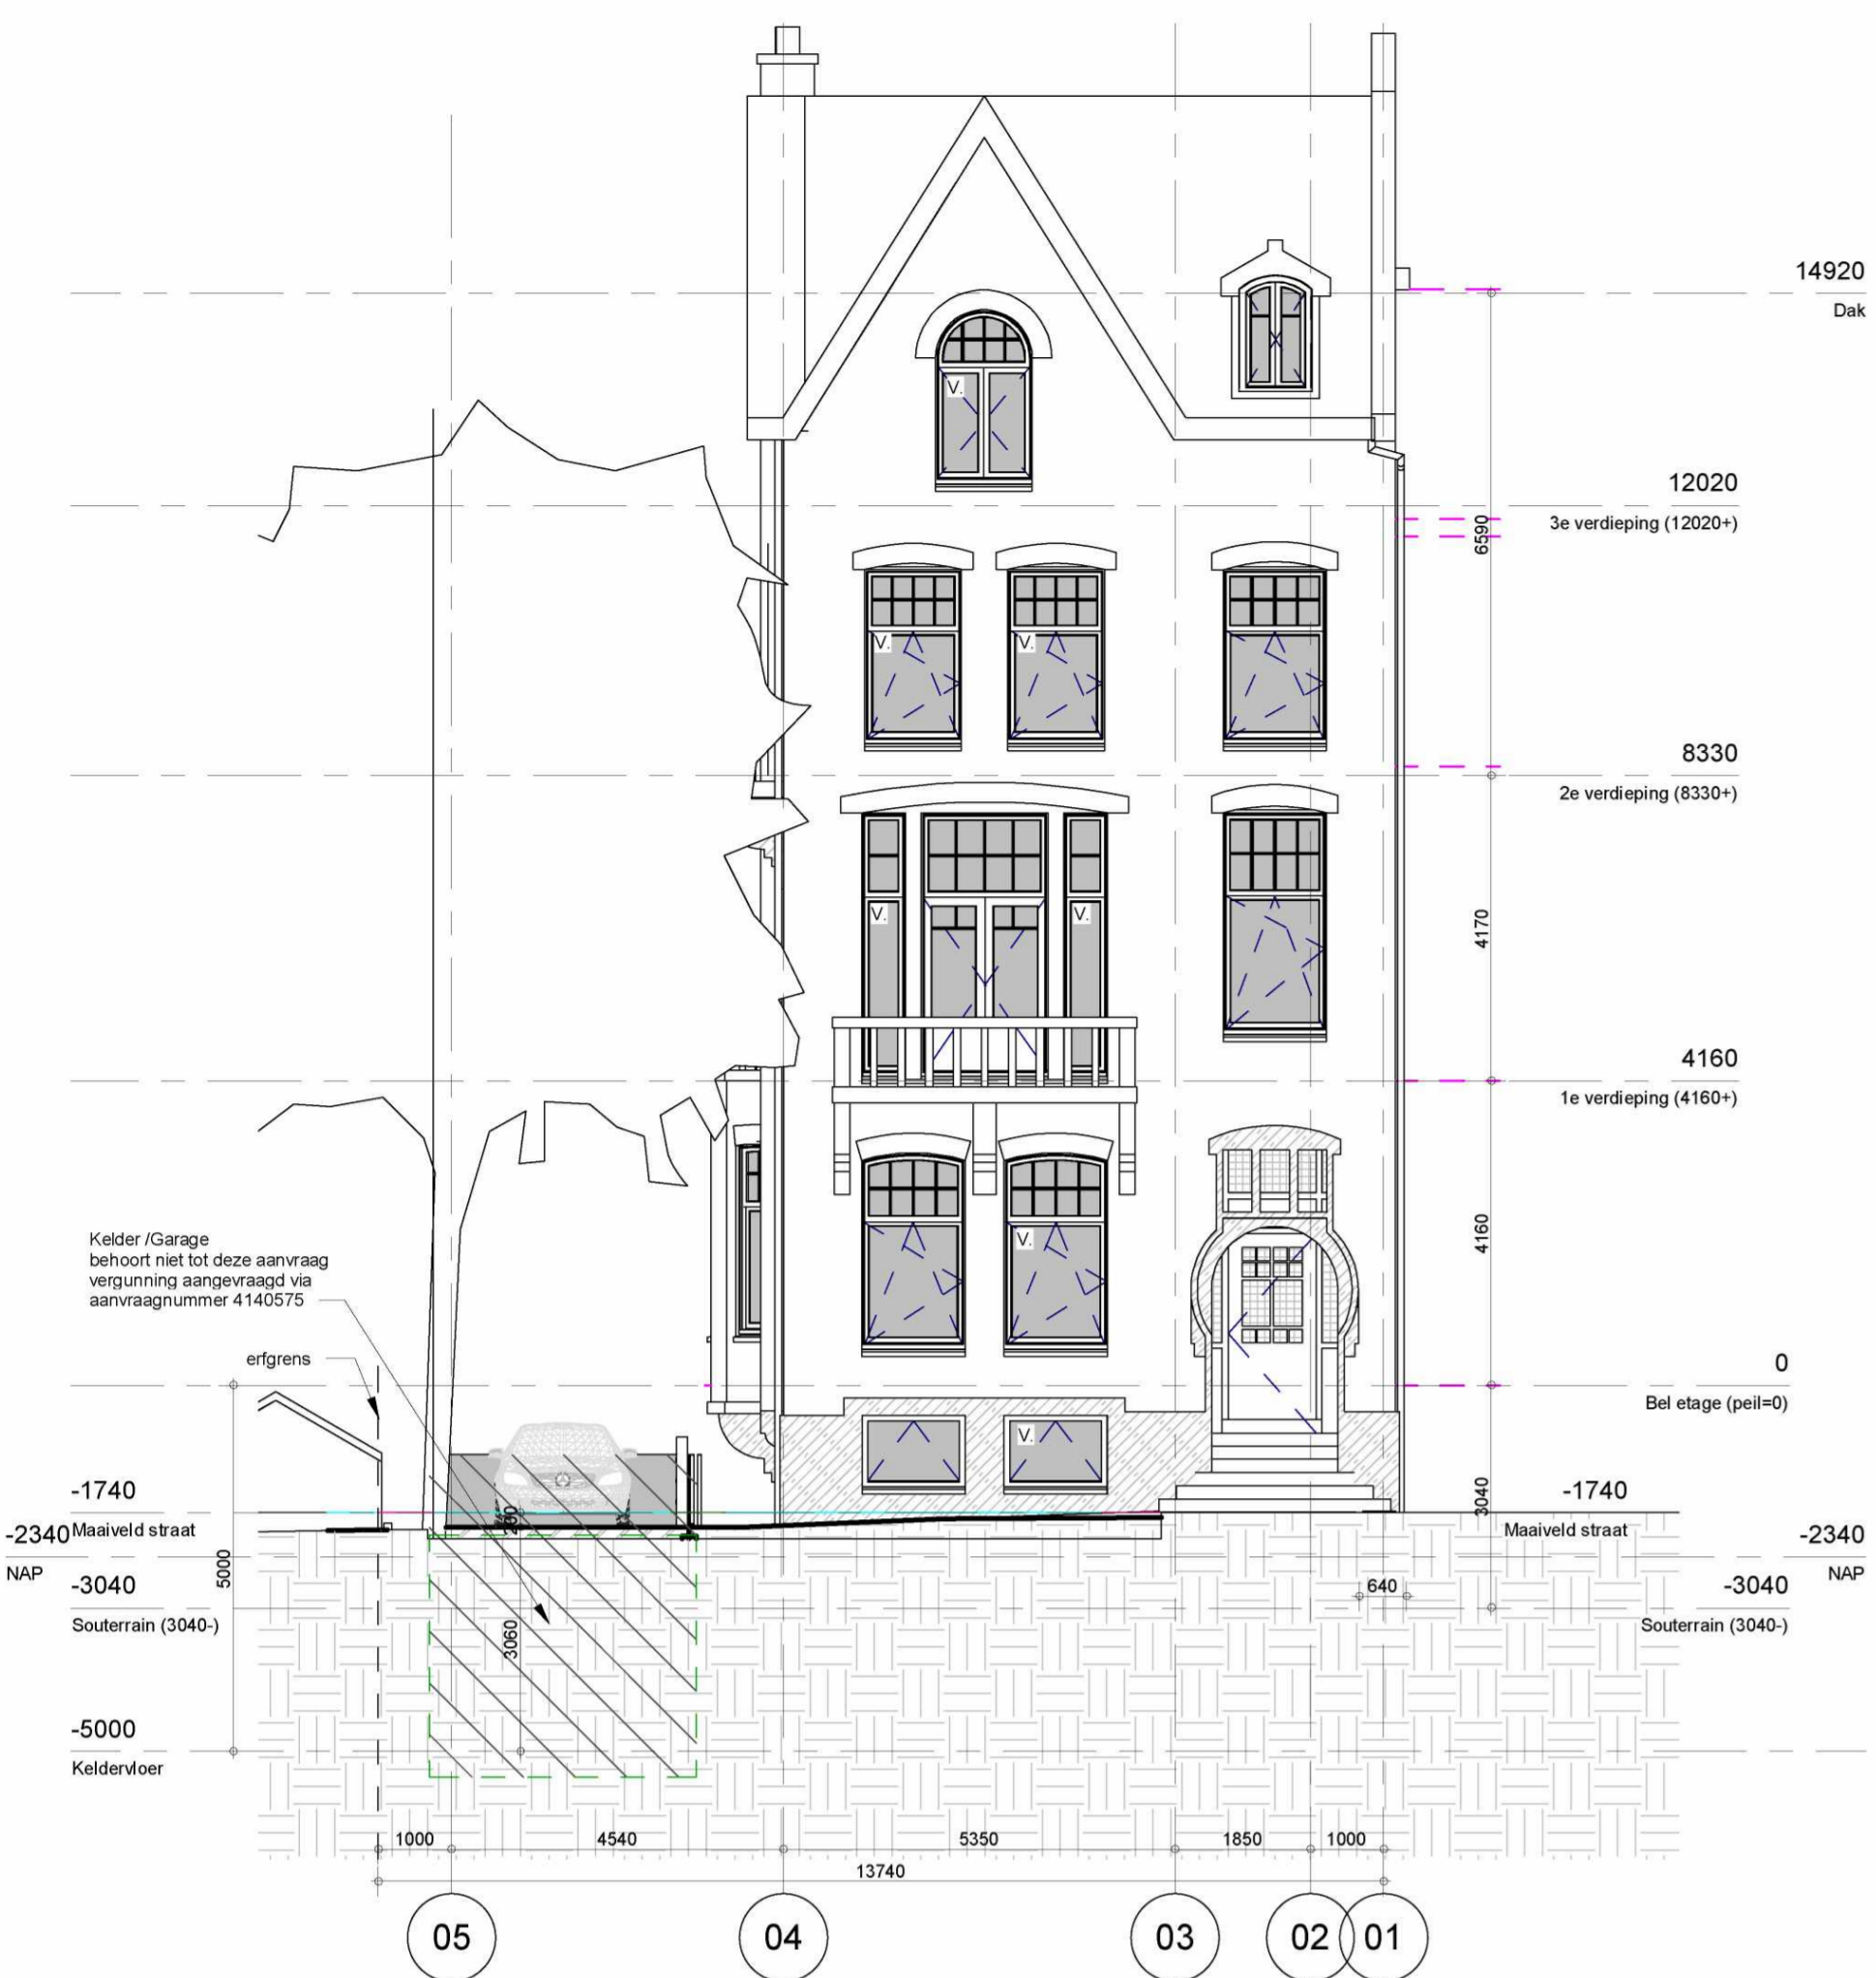 14920
Dak
12020
3e verdieping (12020+)
6590
V.
V.
V.
8330
2e verdieping (8330+)
V.
V.
4170
4160
1e verdieping (4160+)
Kelder /Garage
behoort niet tot deze aanvraag
vergunning aangevraagd via
aanvraagnummer 4140575
V.
4160
erfgrens
0
Bel etage (peil=0)
V.
-1740
Maaiveld straat
-2340
NAP
-3040
Souterrain (3040-)
5000
3060
-5000
Keldervloer
3040
-1740
Maaiveld straat
-2340
NAP
640
-3040
Souterrain (3040-)
1000
4540
5350
1850
1000
13740
05
04
03
02
01